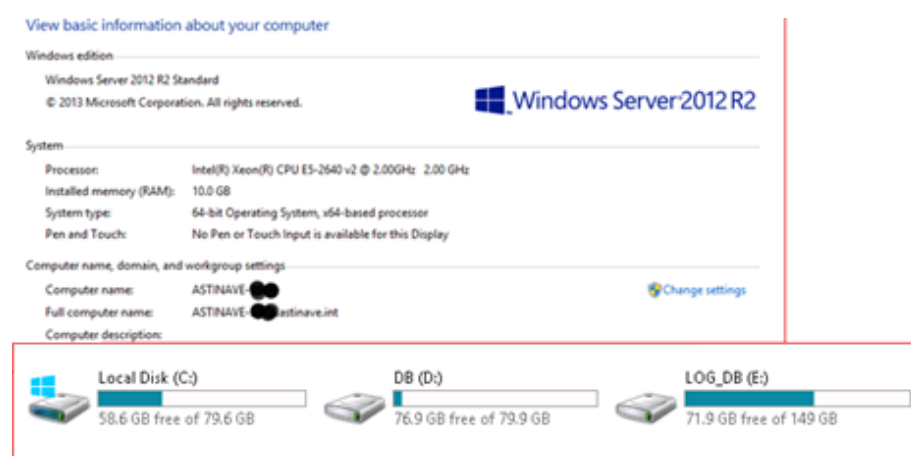 View basic information about your computer
Windows edition
Windows Server 2012 R2 Standard
© 2013 Microsoft Corporation. All rights reserved.
Windows Server 2012 R2
System
Processor: Intel(R) Xeon(R) CPU E5-2640 v2 @ 2.00GHz 2.00 GHz
Installed memory (RAM): 10.0 GB
System type: 64-bit Operating System, x64-based processor
Pen and Touch: No Pen or Touch Input is available for this Display
Computer name, domain, and workgroup settings
Computer name: ASTINAVE- Change settings
Full computer name: ASTINAVE- astinave.int
Computer description:
Local Disk (C:) DB (D:) LOG_DB (E:)
58.6 GB free of 79.6 GB 76.9 GB free of 79.9 GB 71.9 GB free of 149 GB